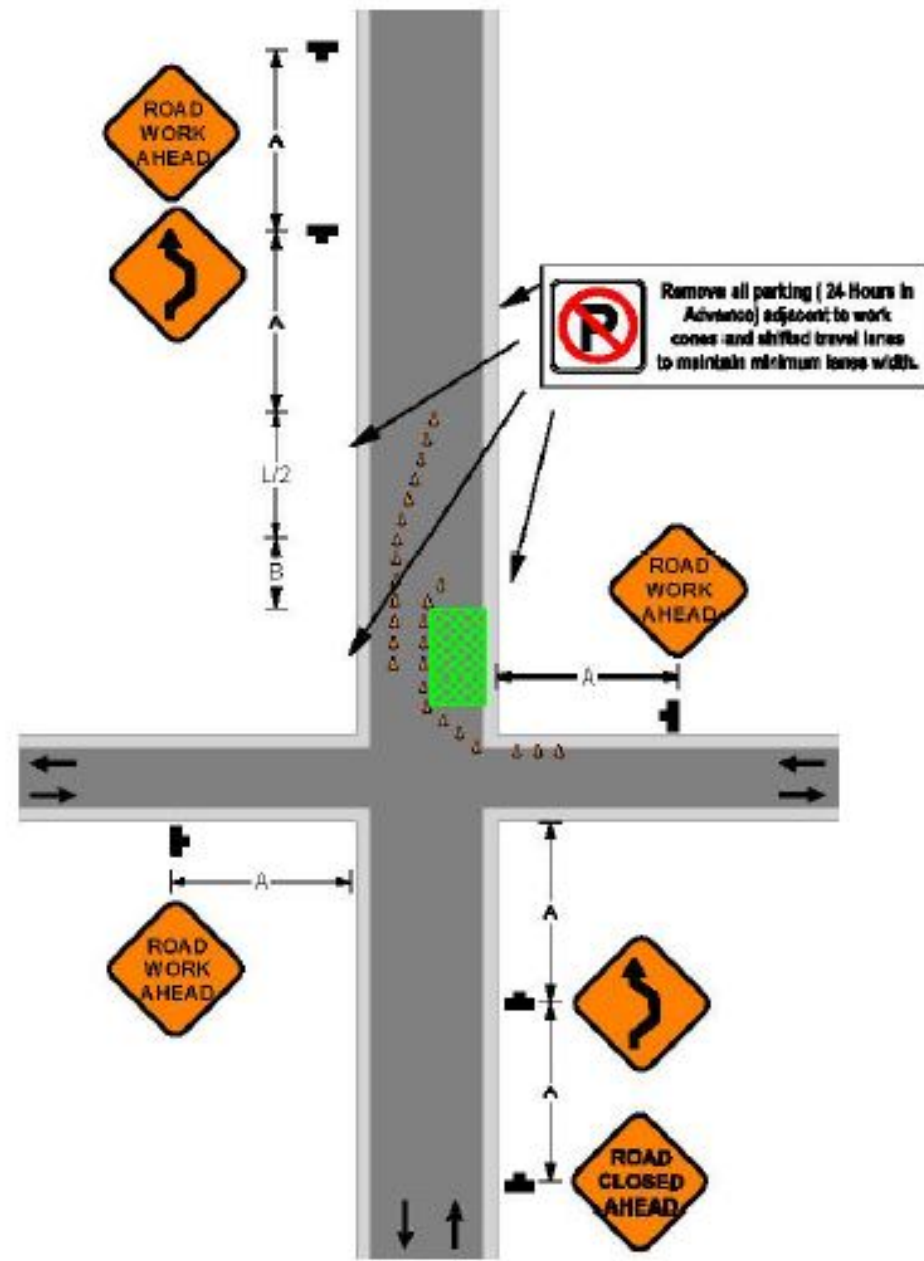 A
ROAD
WORK
AHEAD
A
P
Remove all parking ( 24 Hours in
Advance) adjacent to work
cones and shifted travel lanes
to maintain minimum lanes width.
L/2
B
ROAD
WORK
AHEAD
A
A
ROAD
WORK
AHEAD
A
A
ROAD
CLOSED
AHEAD